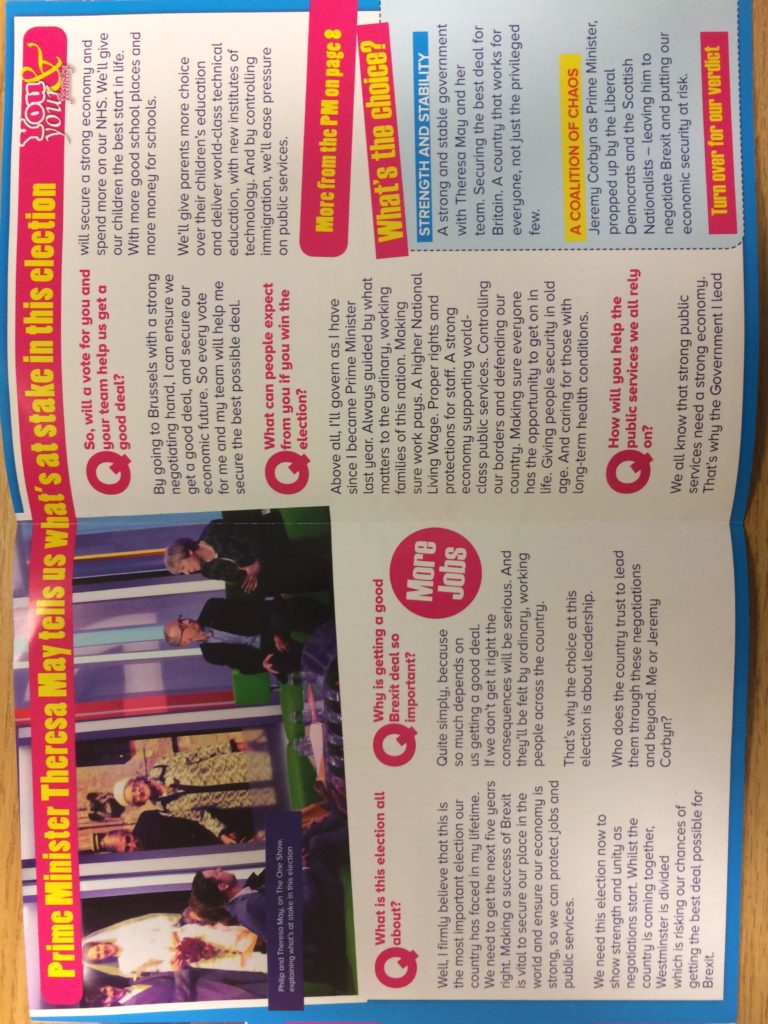 Prime Minister Theresa May tells us what's at stake in this election
You &
your family
Philip and Theresa May, on The One Show,
explaining what's at stake in this election
Q What is this election all
about?
Well, I firmly believe that this is
the most important election our
country has faced in my lifetime.
We need to get the next five years
right. Making a success of Brexit
is vital to secure our place in the
world and ensure our economy is
strong, so we can protect jobs and
public services.
We need this election now to
show strength and unity as
negotiations start. Whilst the
country is coming together,
Westminster is divided
which is risking our chances of
getting the best deal possible for
Brexit.
Q Why is getting a good
Brexit deal so
important?
Quite simply, because
so much depends on
us getting a good deal.
If we don't get it right the
consequences will be serious. And
they'll be felt by ordinary, working
people across the country.
That's why the choice at this
election is about leadership.
Who does the country trust to lead
them through these negotiations
and beyond. Me or Jeremy
Corbyn?
More
Jobs
Q So, will a vote for you and
your team help us get a
good deal?
By going to Brussels with a strong
negotiating hand, I can ensure we
get a good deal, and secure our
economic future. So every vote
for me and my team will help me
secure the best possible deal.
Q What can people expect
from you if you win the
election?
Above all, I'll govern as I have
since I became Prime Minister
last year. Always guided by what
matters to the ordinary, working
families of this nation. Making
sure work pays. A higher National
Living Wage. Proper rights and
protections for staff. A strong
economy supporting world-
class public services. Controlling
our borders and defending our
country. Making sure everyone
has the opportunity to get on in
life. Giving people security in old
age. And caring for those with
long-term health conditions.
Q How will you help the
public services we all rely
on?
We all know that strong public
services need a strong economy.
That's why the Government I lead
will secure a strong economy and
spend more on our NHS. We'll give
our children the best start in life.
With more good school places and
more money for schools.
We'll give parents more choice
over their children's education
and deliver world-class technical
education, with new institutes of
technology. And by controlling
immigration, we'll ease pressure
on public services.
More from the PM on page 8
What's the choice?
STRENGTH AND STABILITY
A strong and stable government
with Theresa May and her
team. Securing the best deal for
Britain. A country that works for
everyone, not just the privileged
few.
A COALITION OF CHAOS
Jeremy Corbyn as Prime Minister,
propped up by the Liberal
Democrats and the Scottish
Nationalists – leaving him to
negotiate Brexit and putting our
economic security at risk.
Turn over for our verdict